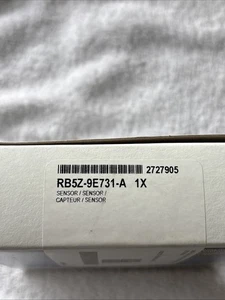 2727905
RB5Z-9E731-A 1X
SENSOR / SENSOR /
CAPTEUR / SENSOR